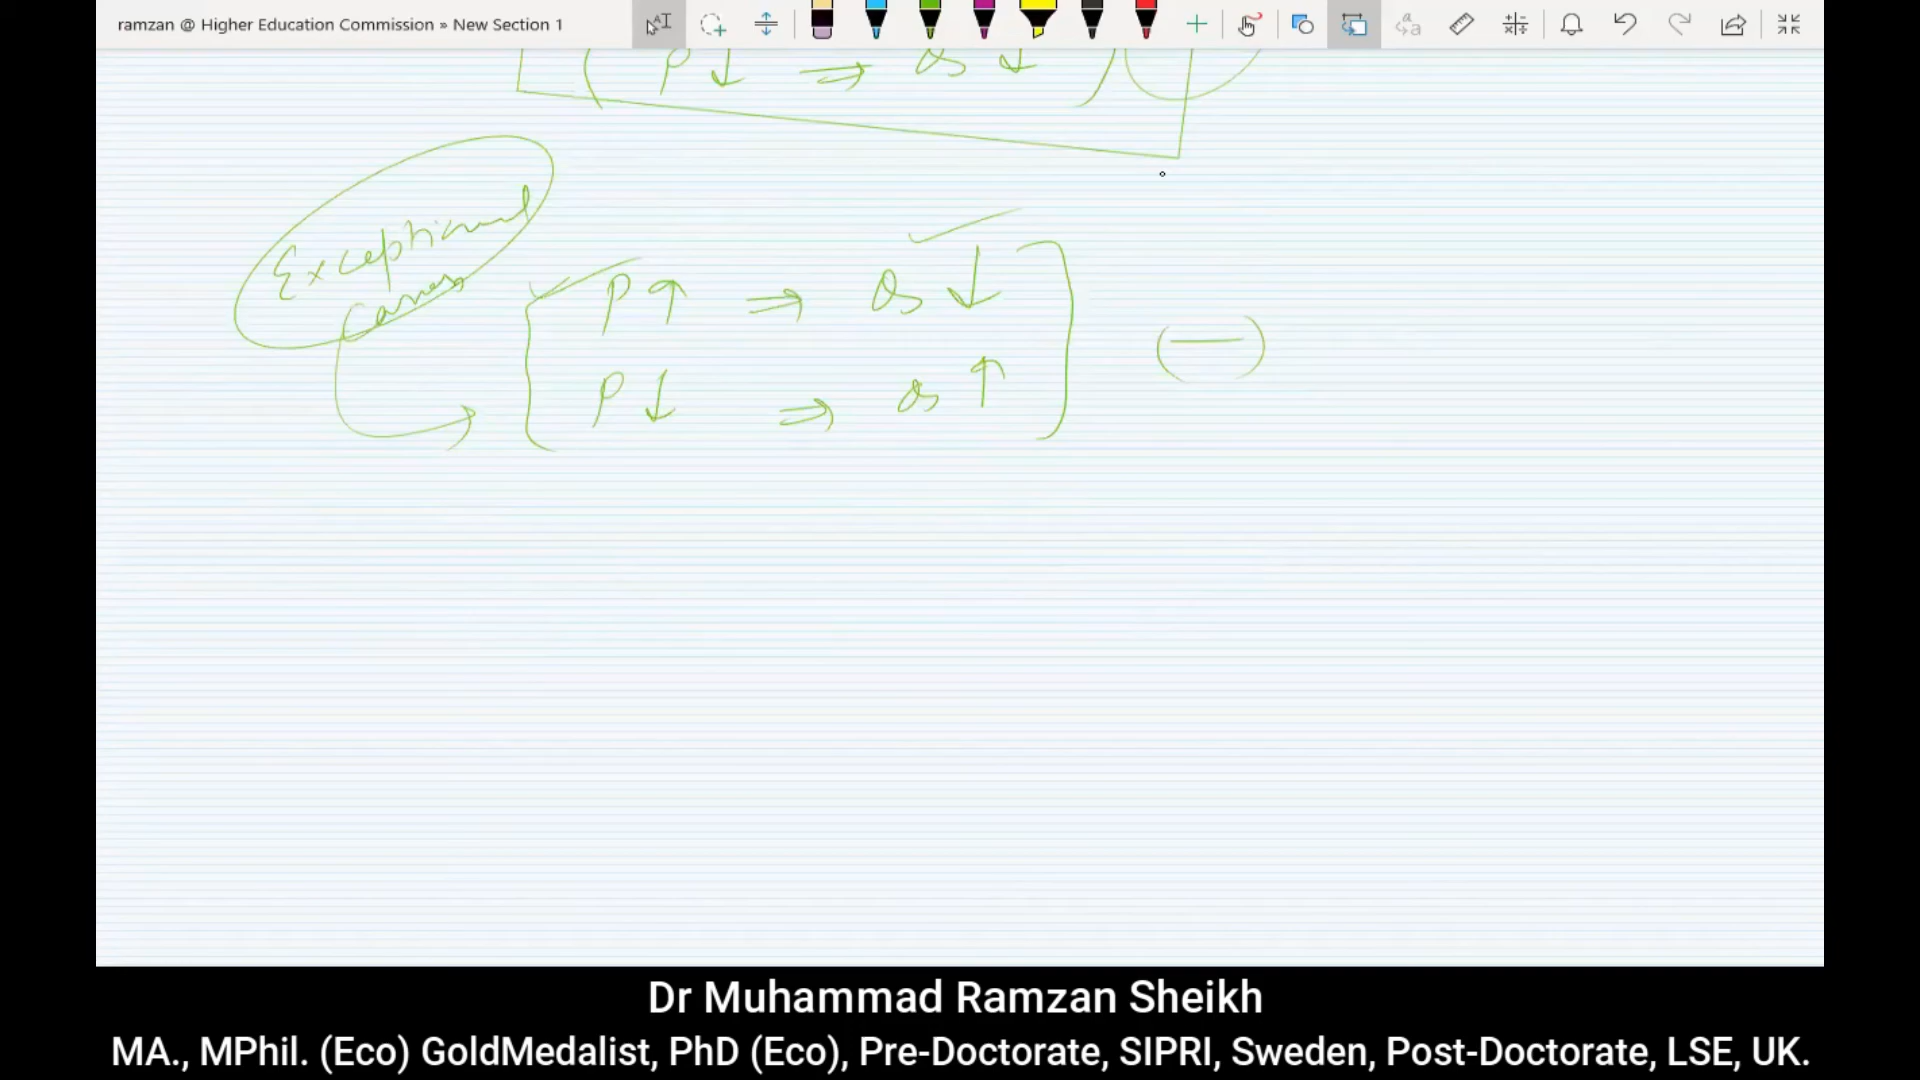 ramzan @ Higher Education Commission » New Section 1
( P ↓ ⇒ Qs ↓ )
Exceptional
Cases
P ↑ ⇒ Qs ↓
(—)
P ↓ ⇒ Qs ↑
Dr Muhammad Ramzan Sheikh
MA., MPhil. (Eco) GoldMedalist, PhD (Eco), Pre-Doctorate, SIPRI, Sweden, Post-Doctorate, LSE, UK.